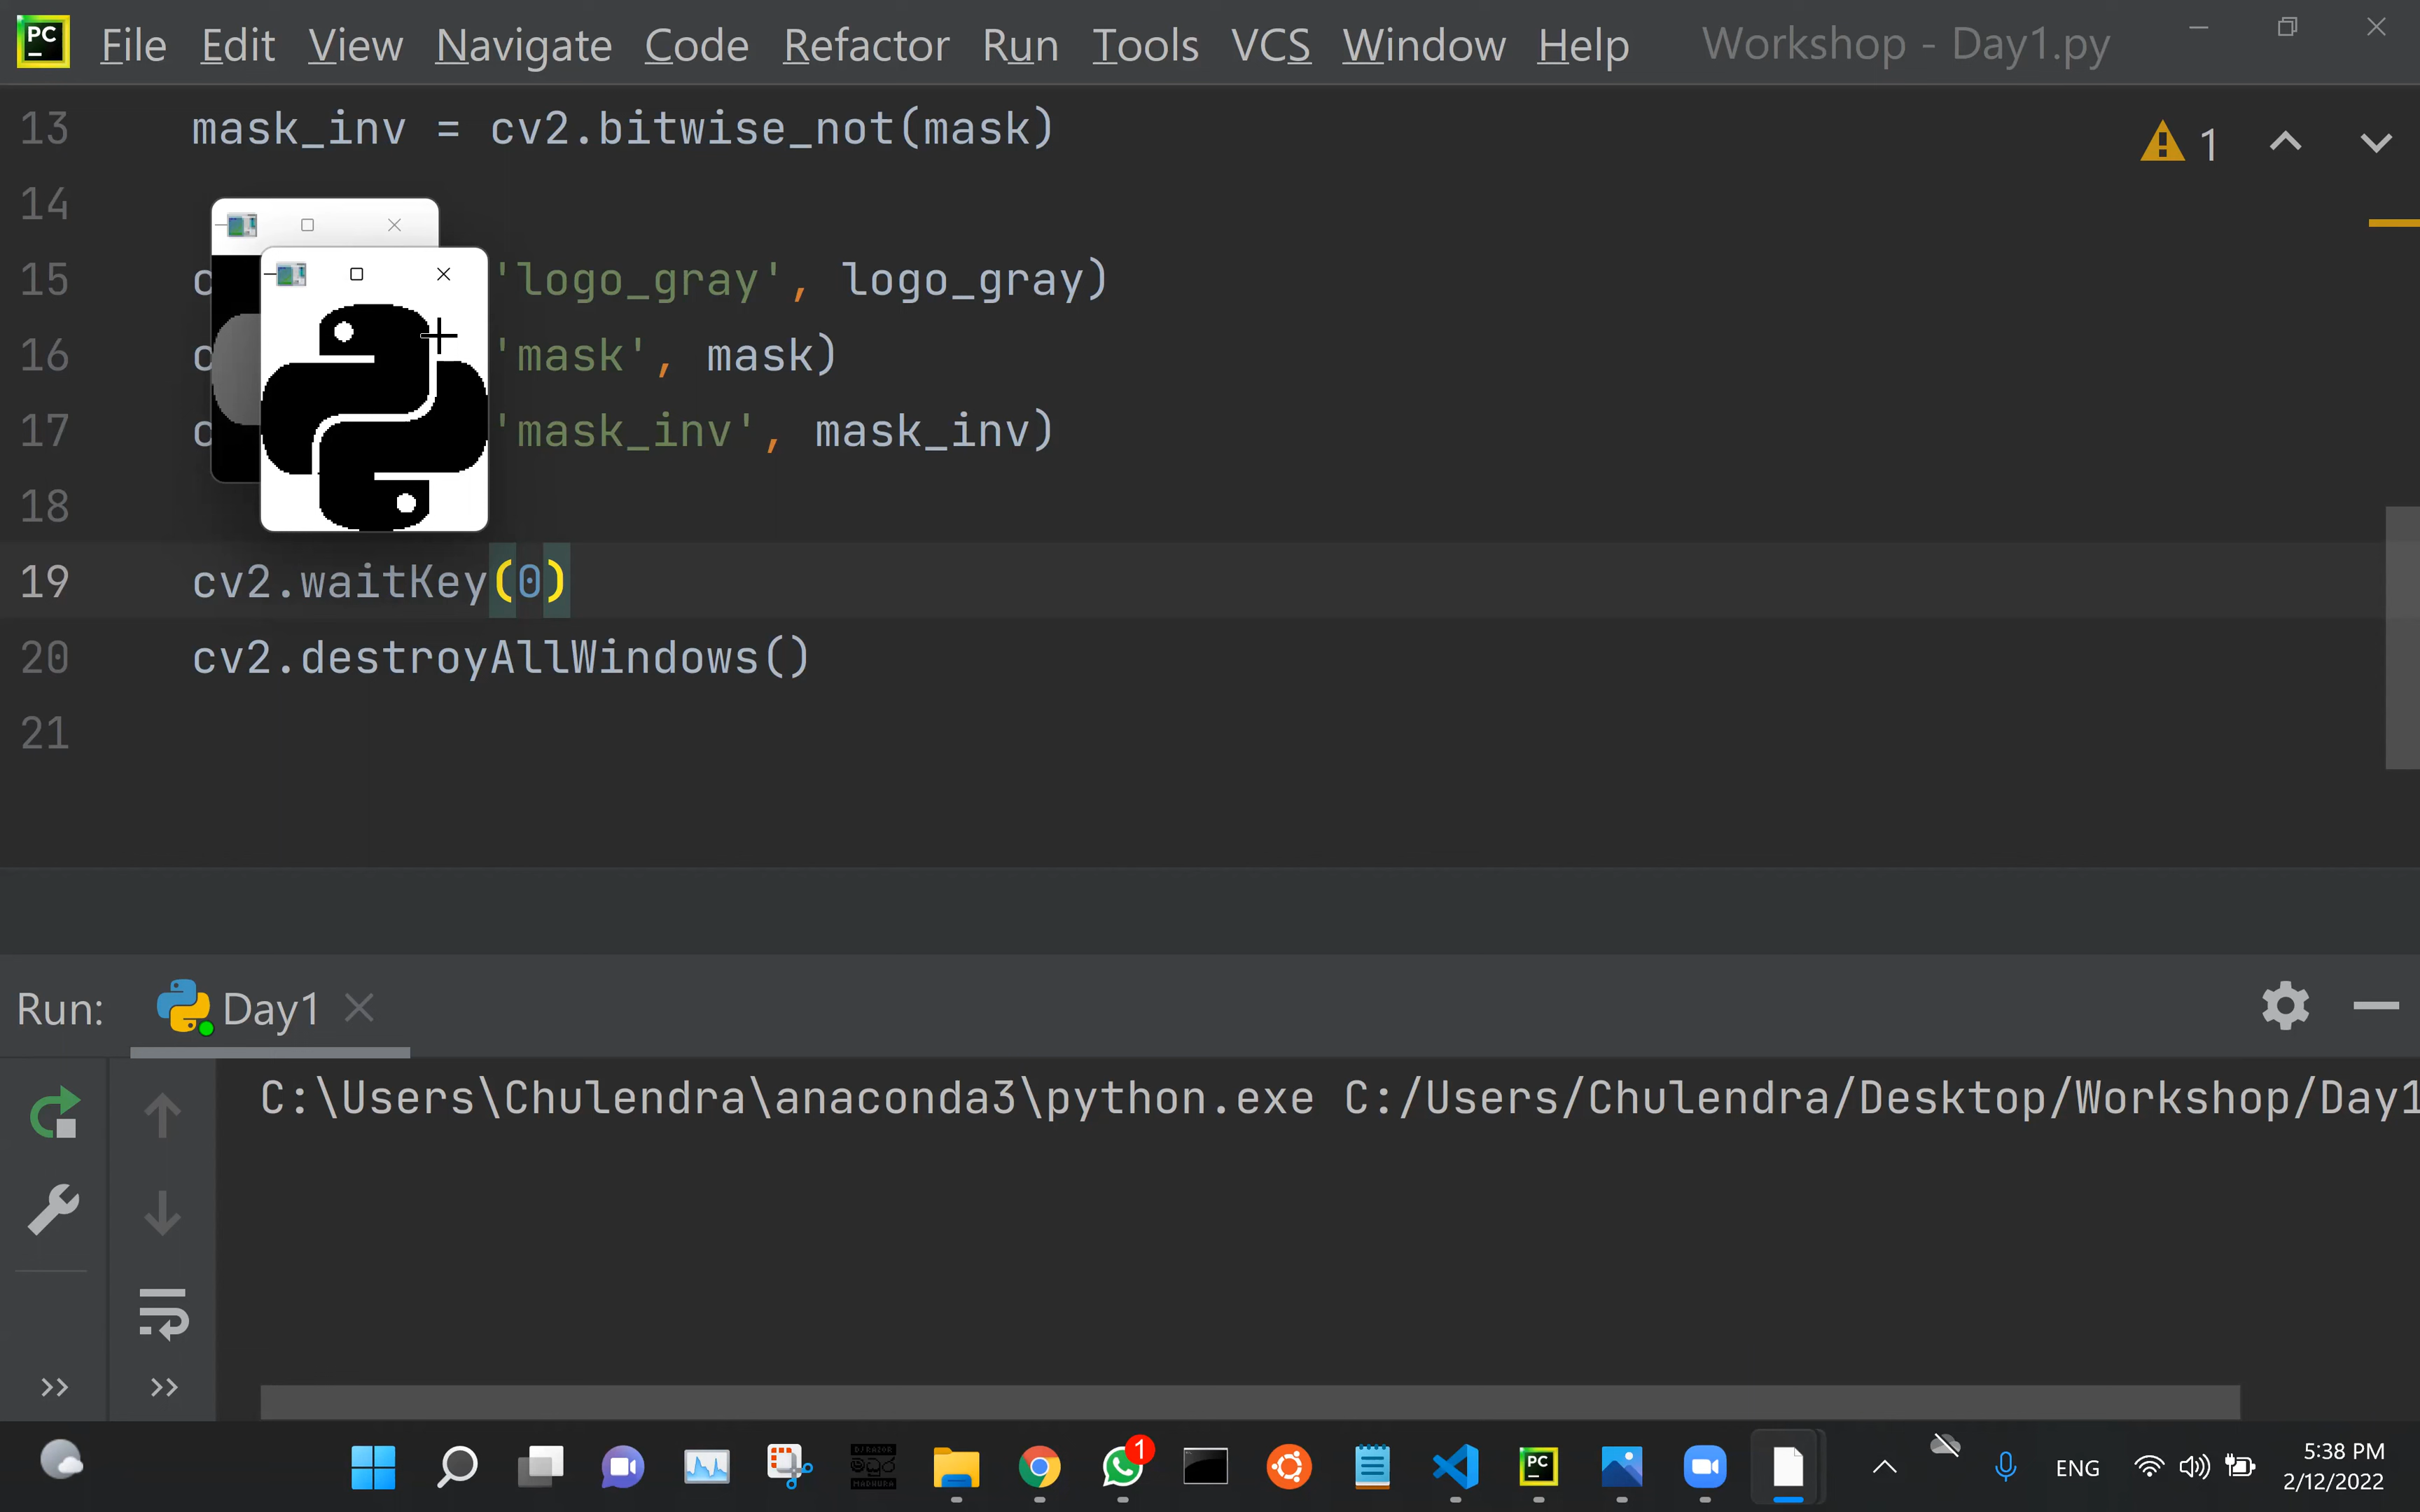 PC
File Edit View Navigate Code Refactor Run Tools VCS Window Help Workshop - Day1.py
13 mask_inv = cv2.bitwise_not(mask)
1
14
15 c 'logo_gray', logo_gray)
16 c 'mask', mask)
17 c 'mask_inv', mask_inv)
18
19 cv2.waitKey(0)
20 cv2.destroyAllWindows()
21
Run: Day1
C:\Users\Chulendra\anaconda3\python.exe C:/Users/Chulendra/Desktop/Workshop/Day1
1
PC
ENG
5:38 PM
2/12/2022